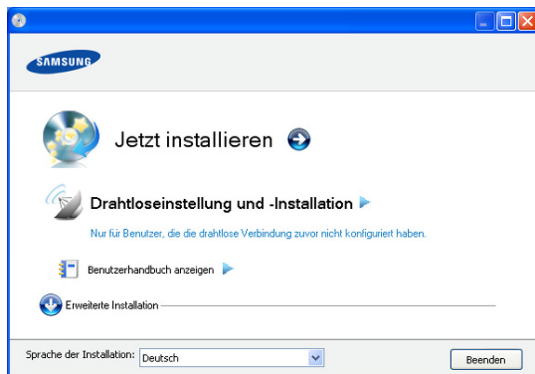 SAMSUNG
Jetzt installieren
Drahtloseinstellung und -Installation
Nur für Benutzer, die die drahtlose Verbindung zuvor nicht konfiguriert haben.
Benutzerhandbuch anzeigen
Erweiterte Installation
Sprache der Installation: Deutsch
Beenden